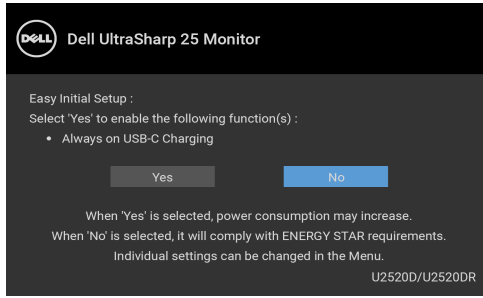 DELL Dell UltraSharp 25 Monitor
Easy Initial Setup :
Select 'Yes' to enable the following function(s) :
• Always on USB-C Charging
Yes No
When 'Yes' is selected, power consumption may increase.
When 'No' is selected, it will comply with ENERGY STAR requirements.
Individual settings can be changed in the Menu.
U2520D/U2520DR